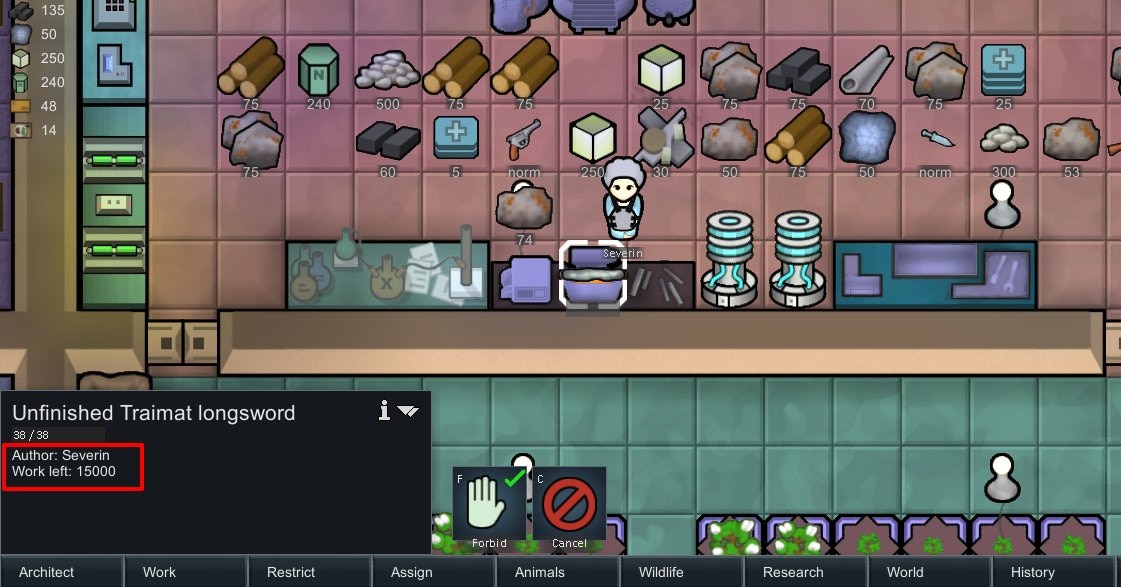 135
50
250
240
48
14
N
75
240
500
75
75
25
75
75
70
75
25
75
60
5
norm
X
250
30
50
75
50
norm
300
53
74
Severin
Unfinished Traimat longsword
i
38 / 38
Author: Severin
Work left: 15000
F
C
Forbid
Cancel
Architect
Work
Restrict
Assign
Animals
Wildlife
Research
World
History